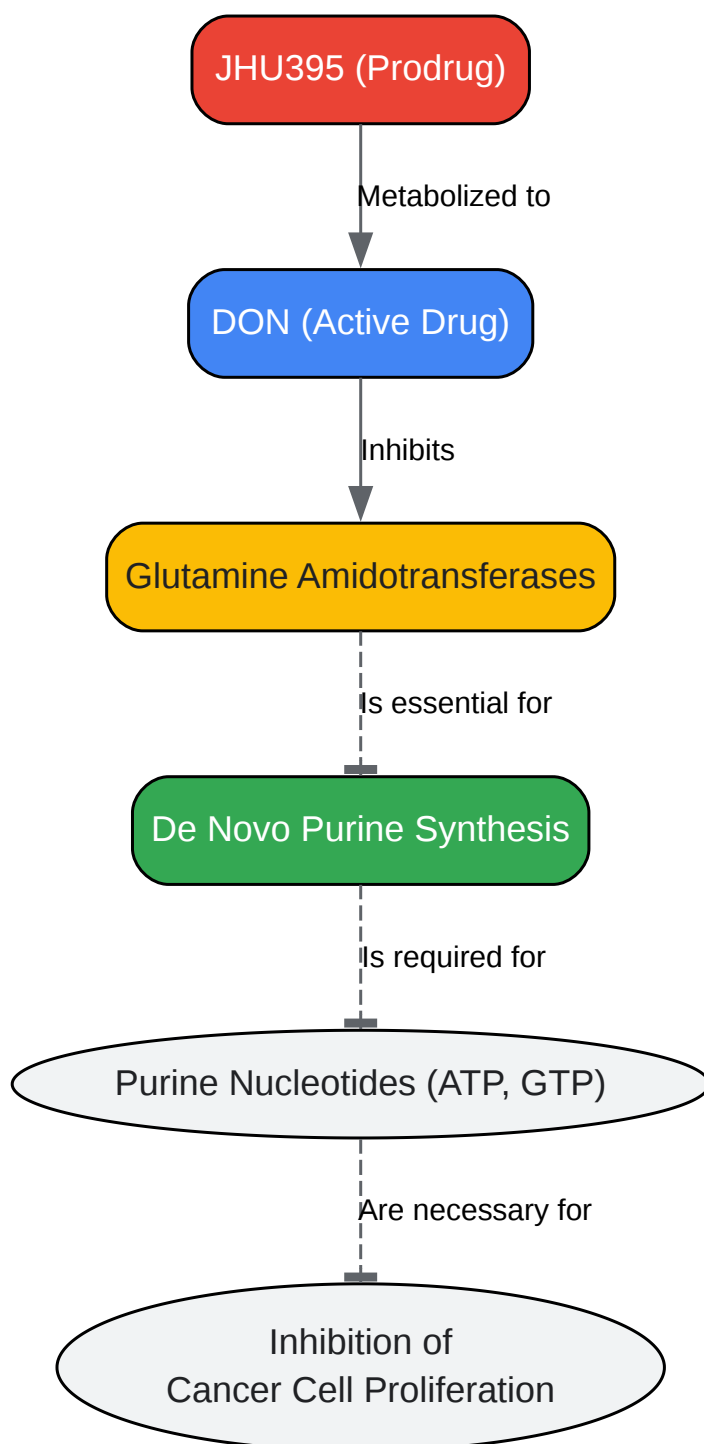 JHU395 (Prodrug)
Metabolized to
DON (Active Drug)
Inhibits
Glutamine Amidotransferases
Is essential for
De Novo Purine Synthesis
Is required for
Purine Nucleotides (ATP, GTP)
Are necessary for
Inhibition of
Cancer Cell Proliferation